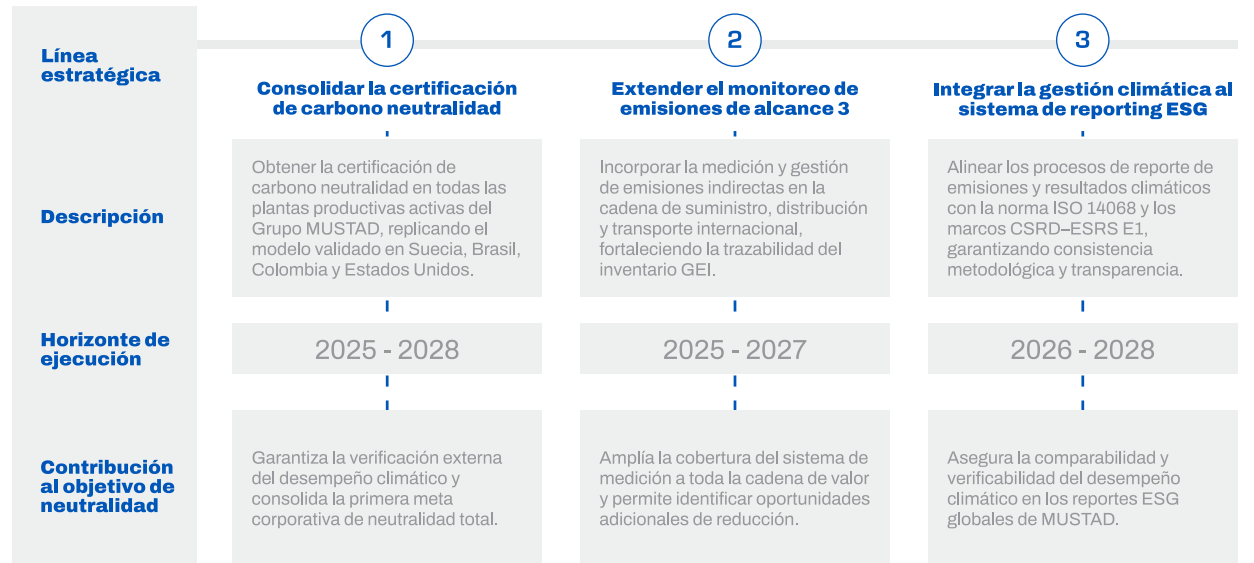 Línea
estratégica
1
Consolidar la certificación
de carbono neutralidad
2
Extender el monitoreo de
emisiones de alcance 3
3
Integrar la gestión climática al
sistema de reporting ESG
Descripción
Obtener la certificación de
carbono neutralidad en todas las
plantas productivas activas del
Grupo MUSTAD, replicando el
modelo validado en Suecia, Brasil,
Colombia y Estados Unidos.
Incorporar la medición y gestión
de emisiones indirectas en la
cadena de suministro, distribución
y transporte internacional,
fortaleciendo la trazabilidad del
inventario GEI.
Alinear los procesos de reporte de
emisiones y resultados climáticos
con la norma ISO 14068 y los
marcos CSRD–ESRS E1,
garantizando consistencia
metodológica y transparencia.
Horizonte de
ejecución
2025 - 2028
2025 - 2027
2026 - 2028
Contribución
al objetivo de
neutralidad
Garantiza la verificación externa
del desempeño climático y
consolida la primera meta
corporativa de neutralidad total.
Amplía la cobertura del sistema de
medición a toda la cadena de valor
y permite identificar oportunidades
adicionales de reducción.
Asegura la comparabilidad y
verificabilidad del desempeño
climático en los reportes ESG
globales de MUSTAD.